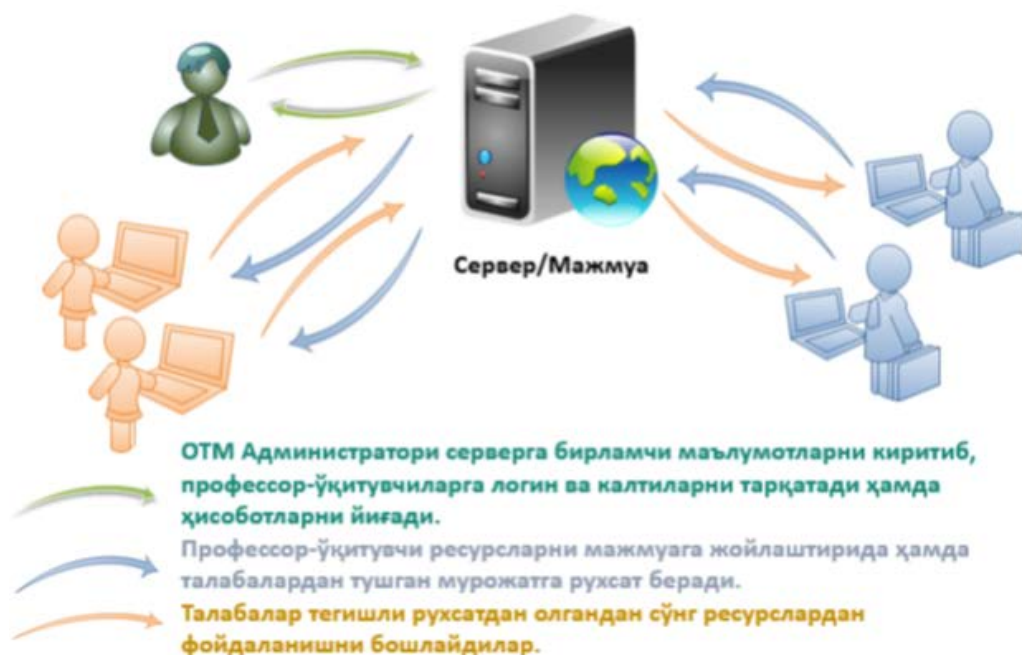 Сервер/Мажмуа
ОТМ Администратори серверга бирламчи маълумотларни киритиб,
профессор-ўқитувчиларга логин ва калтиларни тарқатади ҳамда
ҳисоботларни йиғади.
Профессор-ўқитувчи ресурсларни мажмуага жойлаштирида ҳамда
талабалардан тушган мурожатга рухсат беради.
Талабалар тегишли рухсатдан олгандан сўнг ресурслардан
фойдаланишни бошлайдилар.